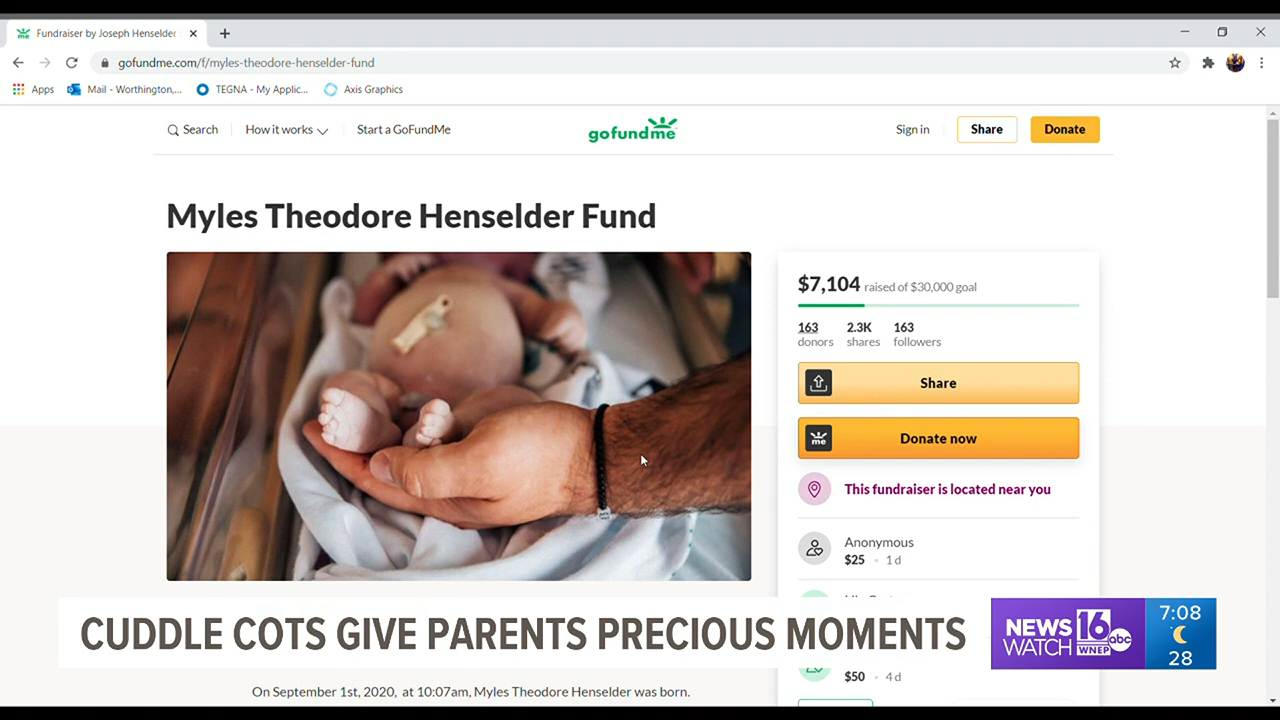 Fundraiser by Joseph Henselder
gofundme.com/f/myles-theodore-henselder-fund
Apps
Mail - Worthington,...
TEGNA - My Applic...
Axis Graphics
Search
How it works
Start a GoFundMe
gofundme
Sign in
Share
Donate
Myles Theodore Henselder Fund
$7,104 raised of $30,000 goal
163 2.3K 163
donors shares followers
Share
me Donate now
This fundraiser is located near you
Anonymous
$25 • 1 d
CUDDLE COTS GIVE PARENTS PRECIOUS MOMENTS
NEWS WATCH 16 WNEP abc
7:08
28
$50 • 4 d
On September 1st, 2020, at 10:07am, Myles Theodore Henselder was born.